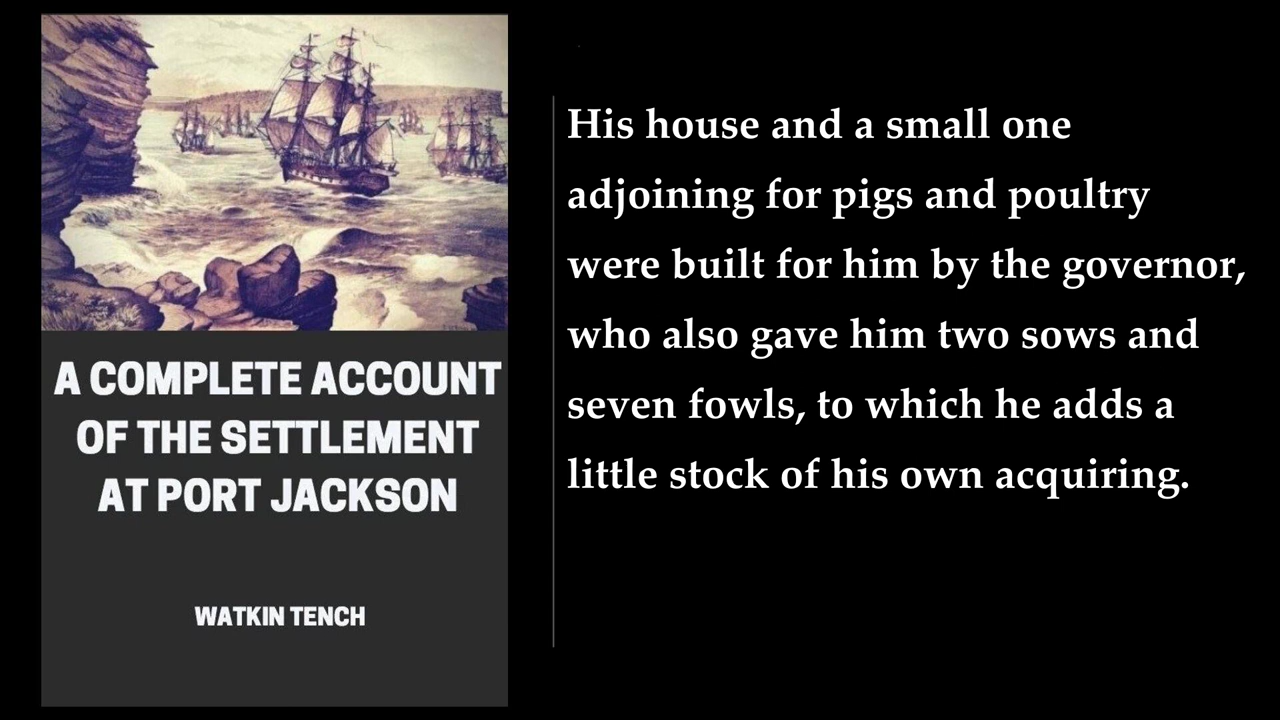 A COMPLETE ACCOUNT
OF THE SETTLEMENT
AT PORT JACKSON
WATKIN TENCH
His house and a small one
adjoining for pigs and poultry
were built for him by the governor,
who also gave him two sows and
seven fowls, to which he adds a
little stock of his own acquiring.